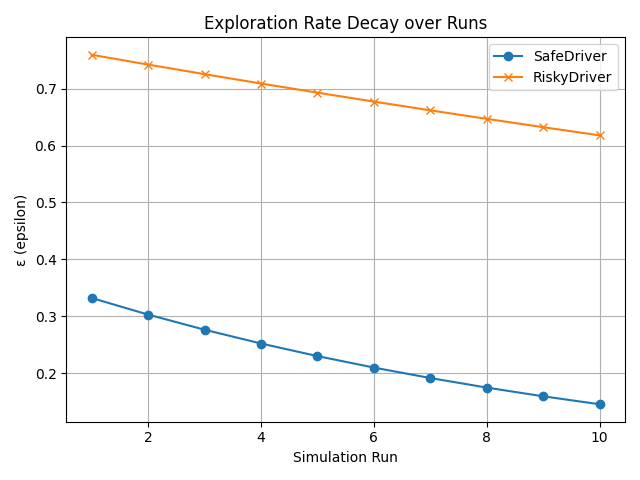 Exploration Rate Decay over Runs
SafeDriver
RiskyDriver
0.7
0.6
0.5
0.4
0.3
0.2
ε (epsilon)
2 4 6 8 10
Simulation Run